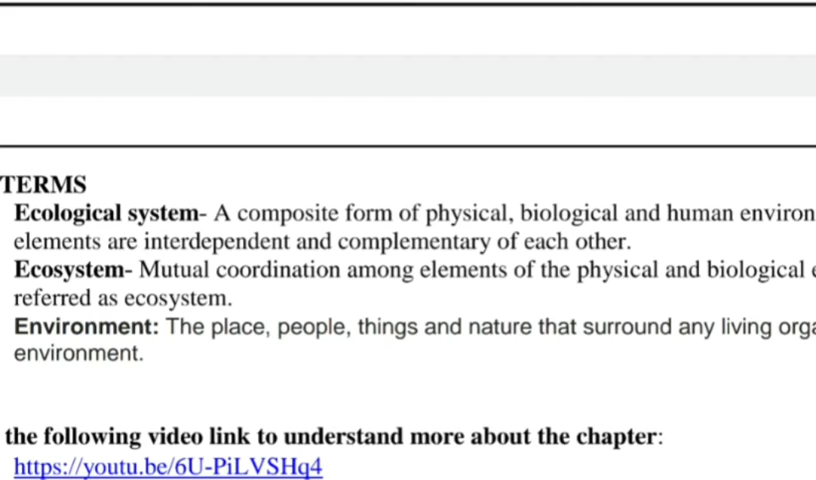 TERMS
Ecological system- A composite form of physical, biological and human environ
elements are interdependent and complementary of each other.
Ecosystem- Mutual coordination among elements of the physical and biological
referred as ecosystem.
Environment: The place, people, things and nature that surround any living orga
environment.
the following video link to understand more about the chapter:
https://youtu.be/6U-PiLVSHq4